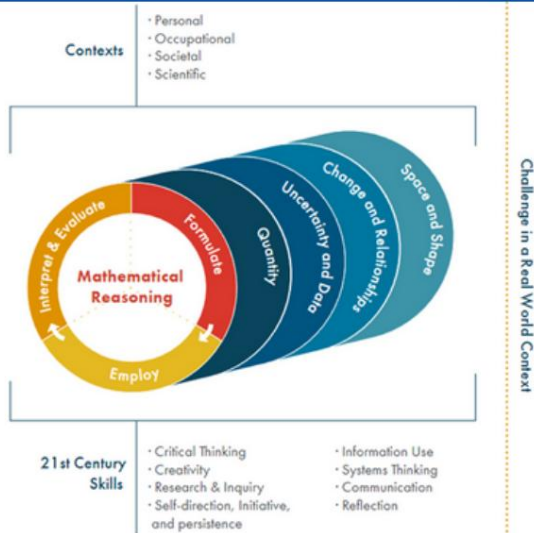 Contexts
· Personal
· Occupational
· Societal
· Scientific
Interpret & Evaluate
Formulate
Employ
Mathematical
Reasoning
Quantity
Uncertainty and Data
Change and Relationships
Space and Shape
Challenge in a Real World Context
21st Century
Skills
· Critical Thinking
· Creativity
· Research & Inquiry
· Self-direction, Initiative,
and persistence
· Information Use
· Systems Thinking
· Communication
· Reflection